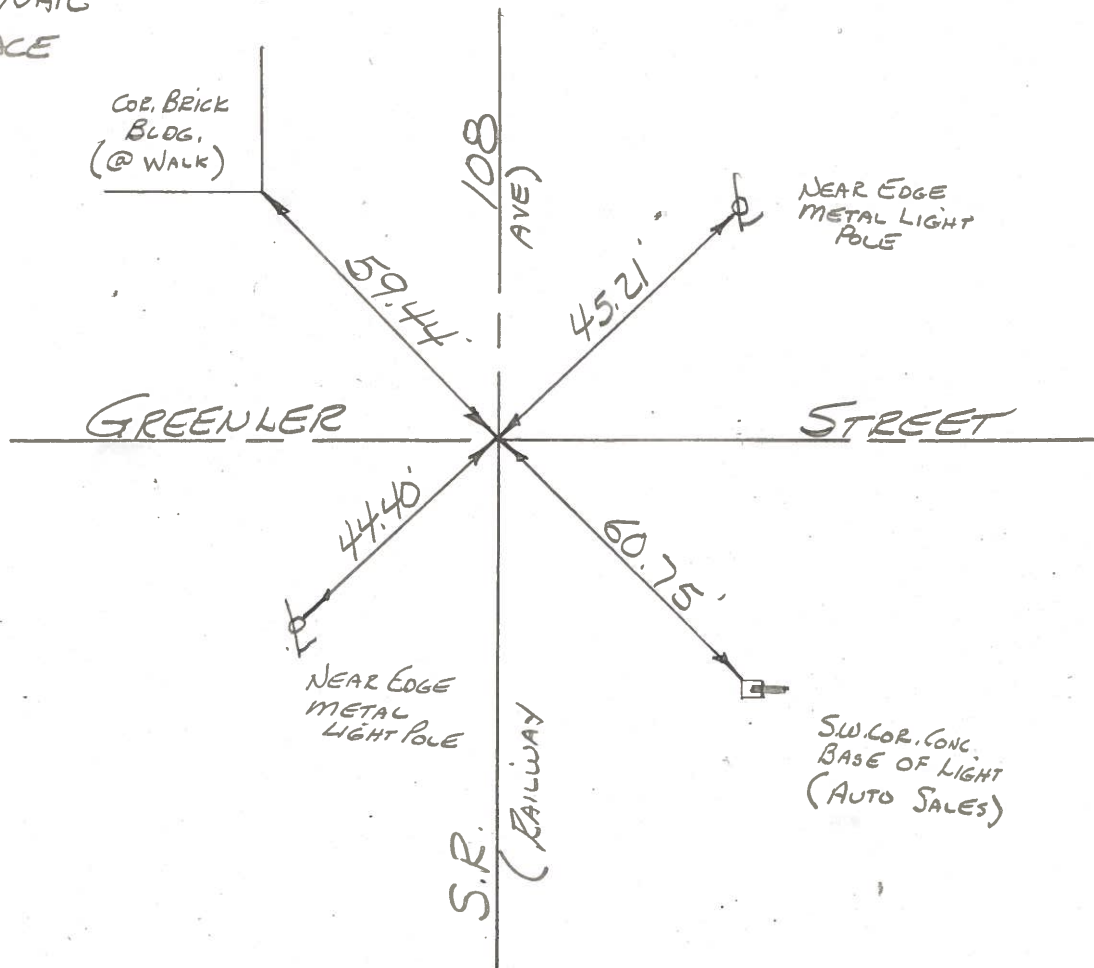 ACE
COR. BRICK
BLDG.
(@ WALK)
108
AVE)
NEAR EDGE
METAL LIGHT
POLE
59.44'
45.21'
GREENLER STREET
44.40'
60.75'
NEAR EDGE
METAL
LIGHT POLE
S.W. COR. CONC.
BASE OF LIGHT
(AUTO SALES)
S.R.
(RAILWAY